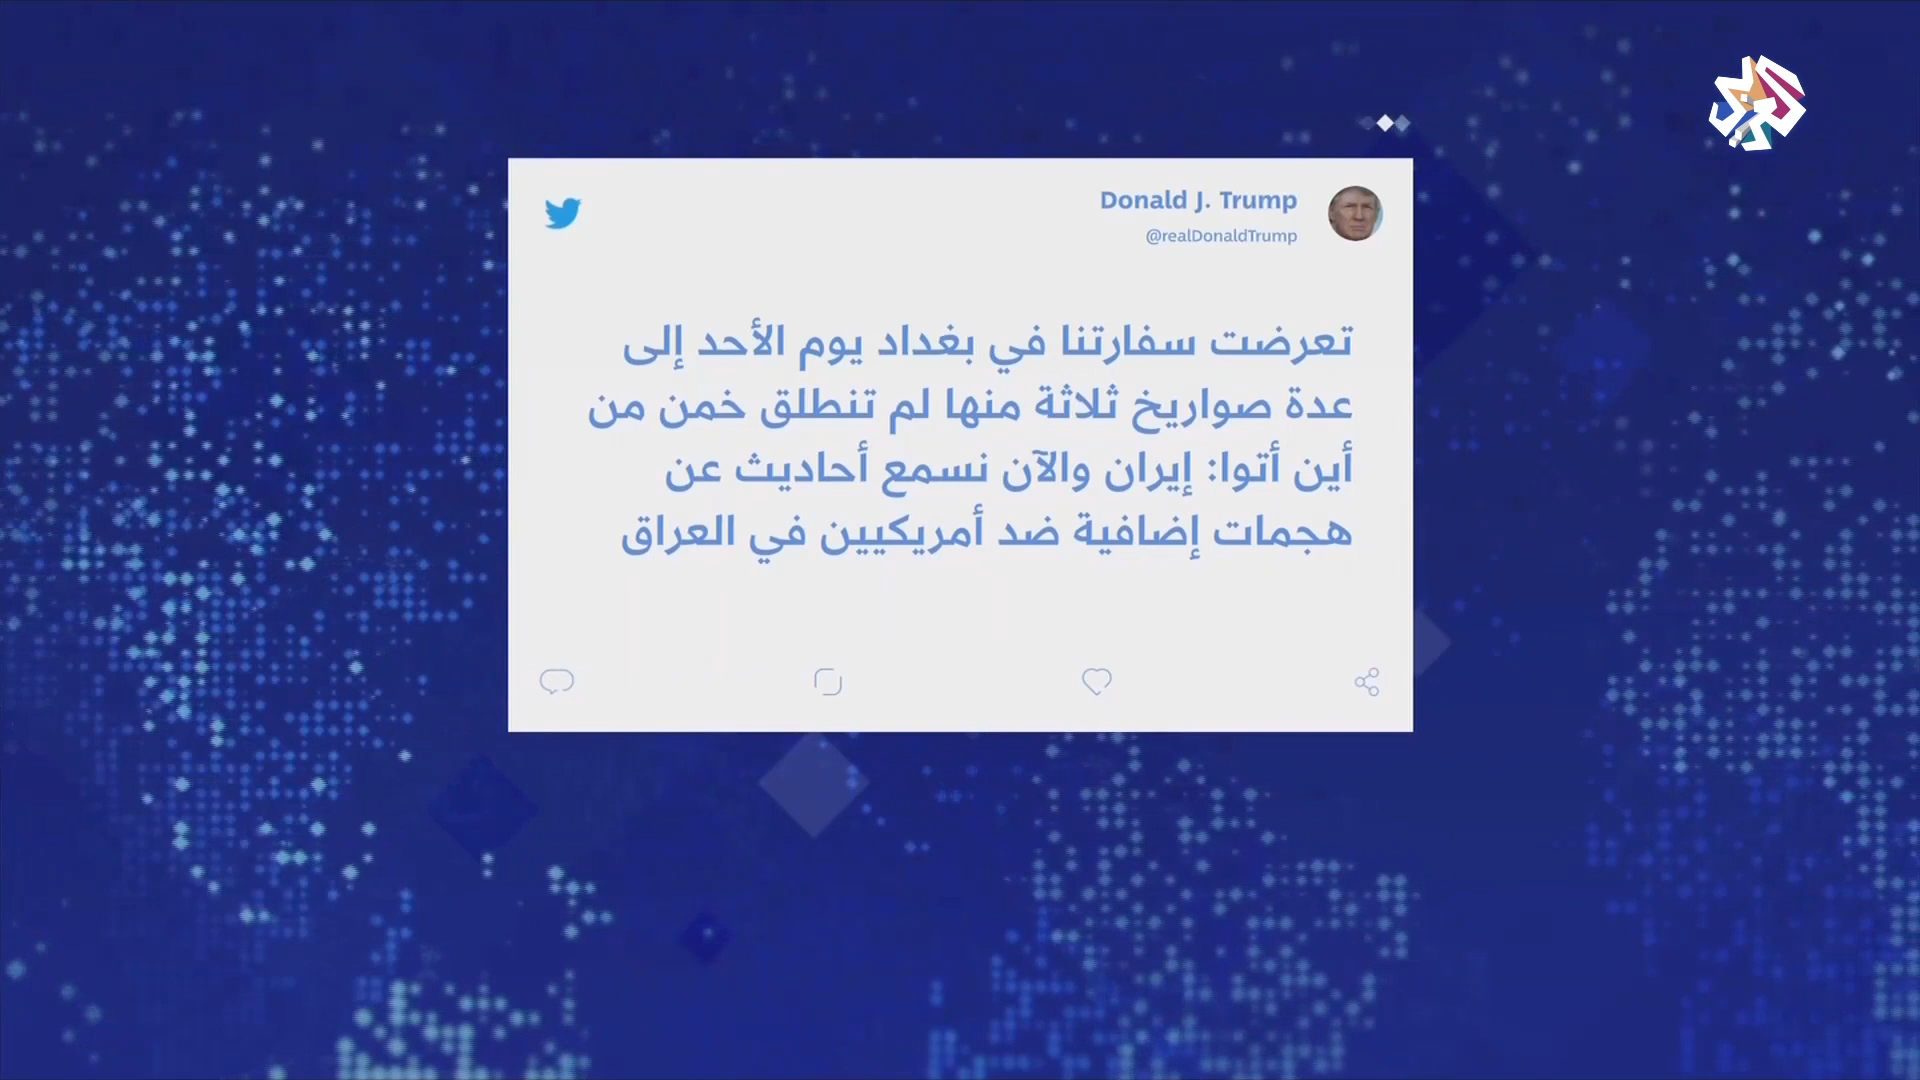 Donald J. Trump
@realDonaldTrump
تعرضت سفارتنا في بغداد يوم الأحد إلى
عدة صواريخ ثلاثة منها لم تنطلق خمن من
أين أتوا: إيران والآن نسمع أحاديث عن
هجمات إضافية ضد أمريكيين في العراق